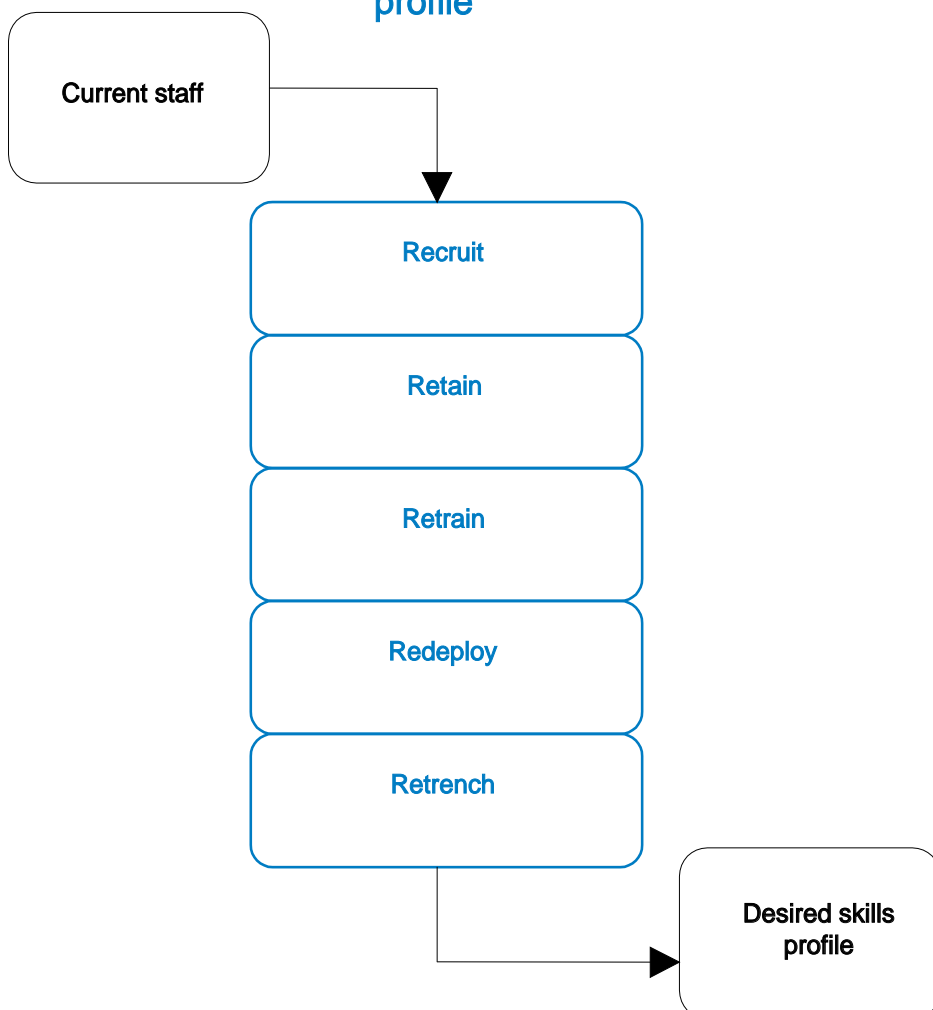 profile
Current staff
Recruit
Retain
Retrain
Redeploy
Retrench
Desired skills
profile